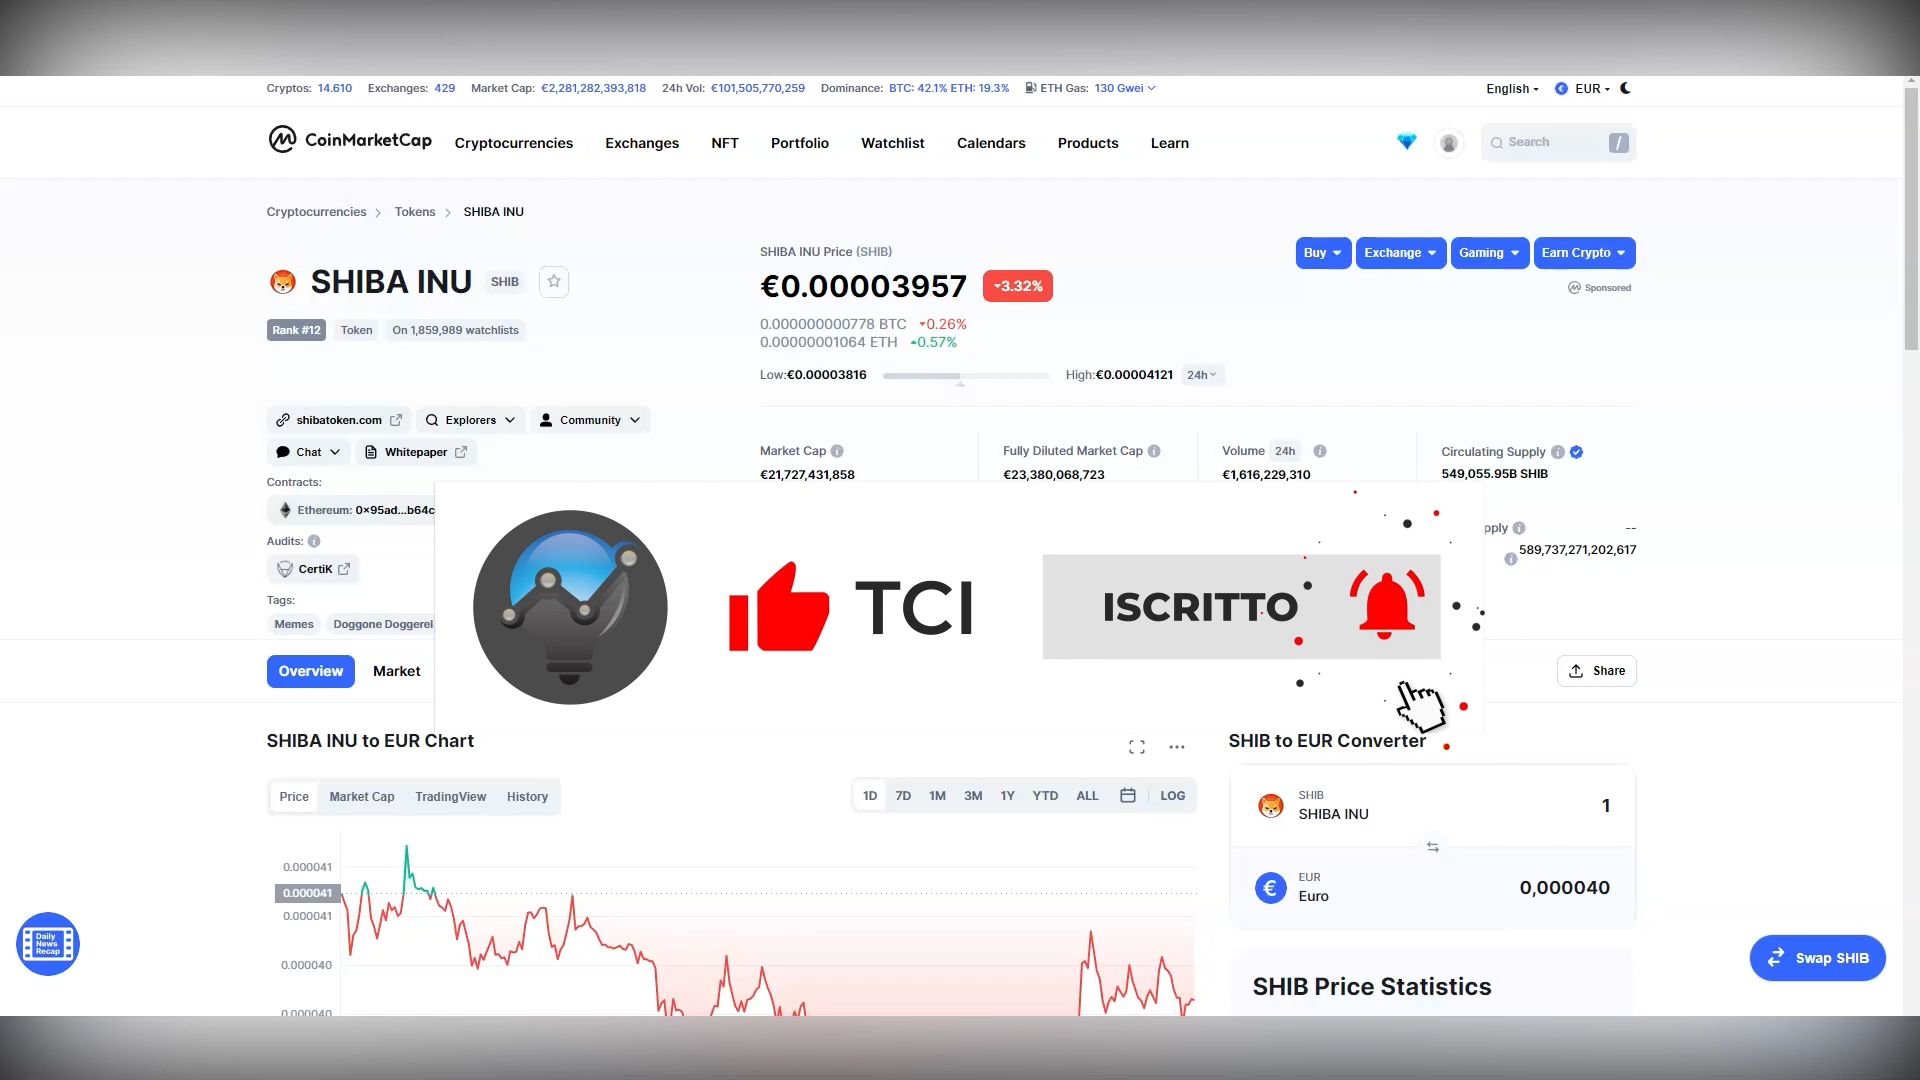 Cryptos: 14.610 Exchanges: 429 Market Cap: €2,281,282,393,818 24h Vol: €101,505,770,259 Dominance: BTC: 42.1% ETH: 19.3% ETH Gas: 130 Gwei English EUR
CoinMarketCap Cryptocurrencies Exchanges NFT Portfolio Watchlist Calendars Products Learn Search /
Cryptocurrencies > Tokens > SHIBA INU
SHIBA INU Price (SHIB)
Buy Exchange Gaming Earn Crypto
SHIBA INU SHIB
€0.00003957 -3.32%
Sponsored
Rank #12 Token On 1,859,989 watchlists
0.000000000778 BTC 0.26%
0.00000001064 ETH 0.57%
Low:€0.00003816 High:€0.00004121 24h
shibatoken.com Explorers Community
Chat Whitepaper
Market Cap Fully Diluted Market Cap Volume 24h Circulating Supply
€21,727,431,858 €23,380,068,723 €1,616,229,310 549,055.95B SHIB
Contracts:
Ethereum: 0x95ad...b64c
Audits:
CertiK
pply --
589,737,271,202,617
Tags:
Memes Doggone Doggerel
TCI
ISCRITTO
Overview Market
Share
SHIBA INU to EUR Chart
SHIB to EUR Converter
Price Market Cap TradingView History
1D 7D 1M 3M 1Y YTD ALL LOG
SHIB
SHIBA INU 1
EUR
Euro 0,000040
0.000041
0.000041
0.000041
0.000040
0.000040
Daily
News
Recap
Swap SHIB
SHIB Price Statistics